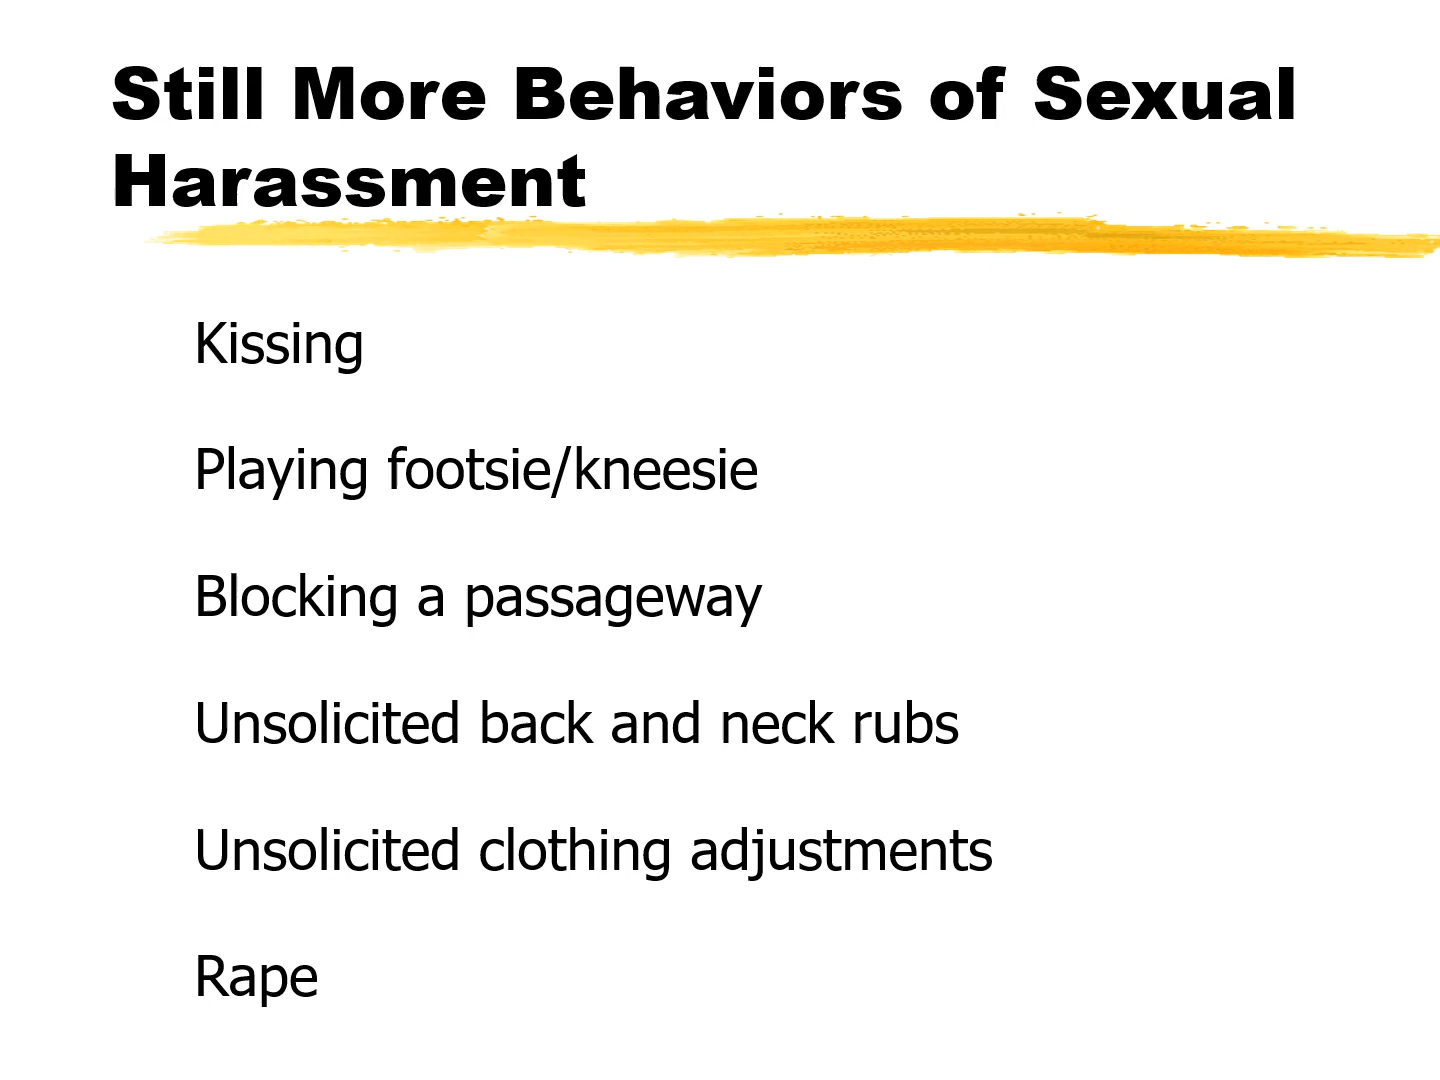 Still More Behaviors of Sexual
Harassment
Kissing
Playing footsie/kneesie
Blocking a passageway
Unsolicited back and neck rubs
Unsolicited clothing adjustments
Rape